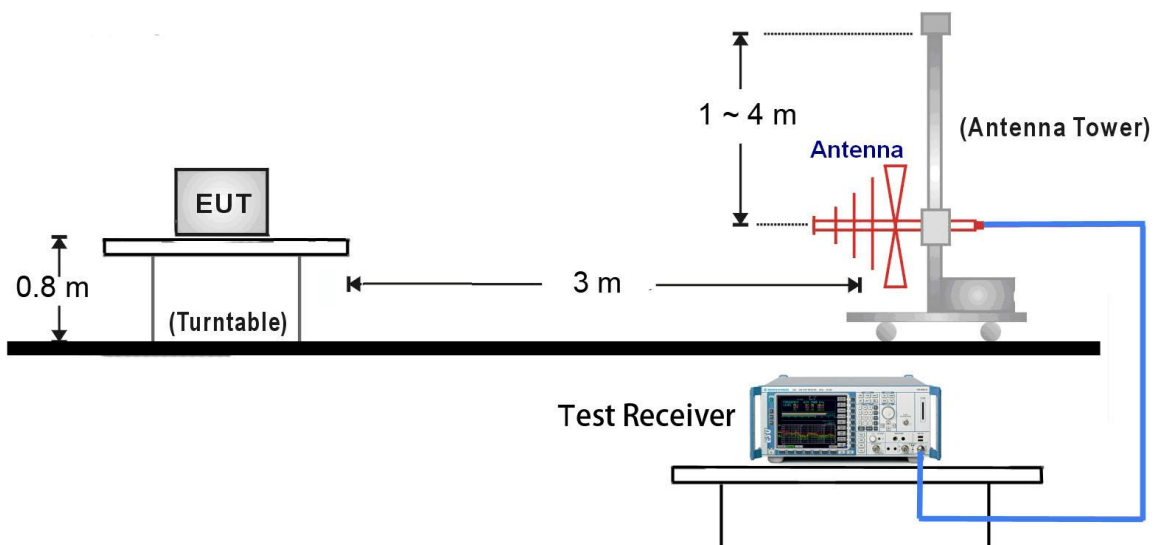 1 ~ 4 m
(Antenna Tower)
Antenna
EUT
0.8 m
3 m
(Turntable)
Test Receiver